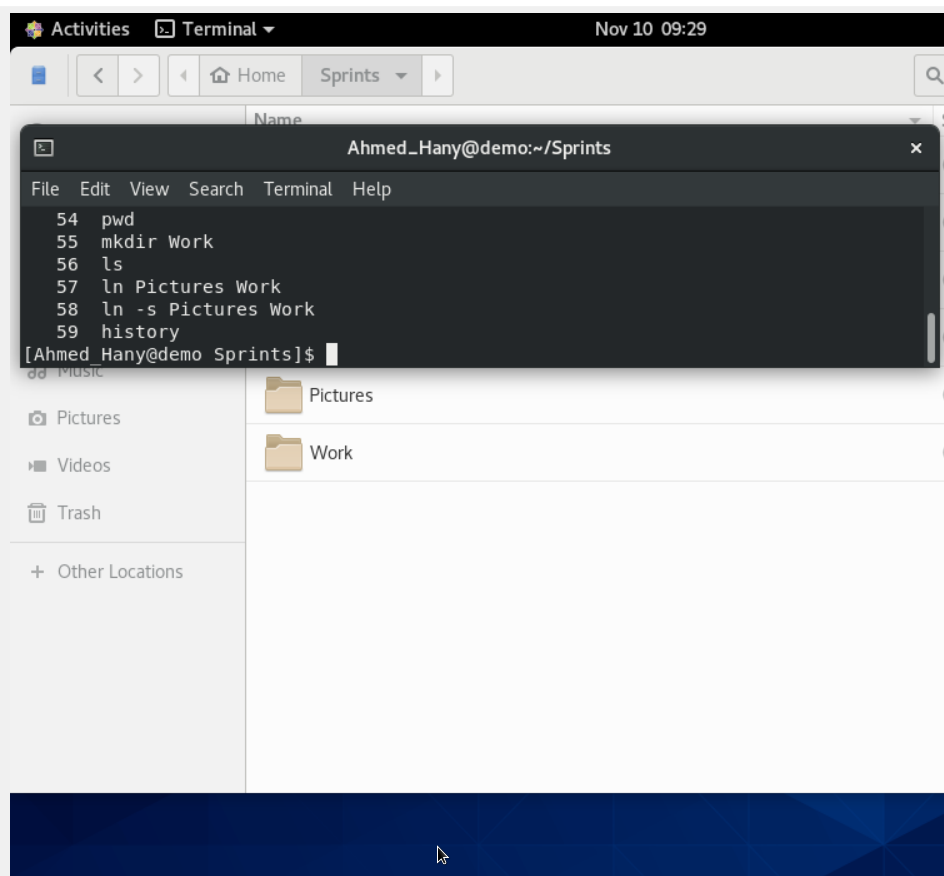 Activities Terminal Nov 10 09:29
Home Sprints
Name
Ahmed_Hany@demo:~/Sprints
File Edit View Search Terminal Help
54 pwd
55 mkdir Work
56 ls
57 ln Pictures Work
58 ln -s Pictures Work
59 history
[Ahmed_Hany@demo Sprints]$
Music
Pictures
Pictures
Videos
Work
Trash
+ Other Locations